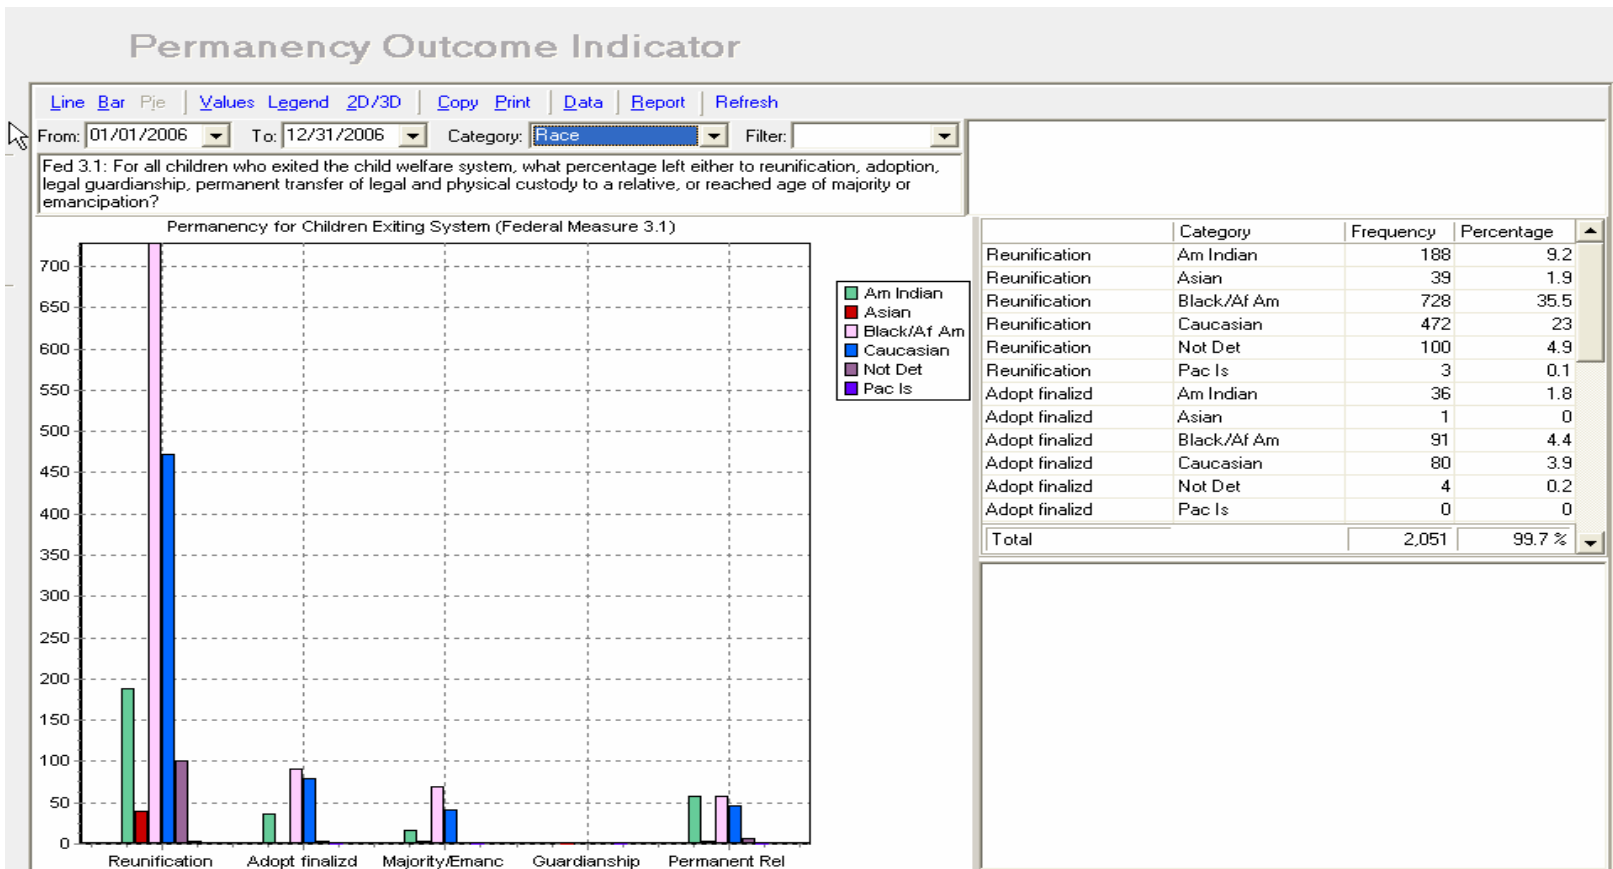 Permanency Outcome Indicator
Line Bar Pie Values Legend 2D/3D Copy Print Data Report Refresh
From: 01/01/2006 To: 12/31/2006 Category: Race Filter:
Fed 3.1: For all children who exited the child welfare system, what percentage left either to reunification, adoption,
legal guardianship, permanent transfer of legal and physical custody to a relative, or reached age of majority or
emancipation?
Permanency for Children Exiting System (Federal Measure 3.1)
700
650
600
550
500
450
400
350
300
250
200
150
100
50
0
Reunification Adopt finalizd Majority/Emanc Guardianship Permanent Rel
Am Indian
Asian
Black/Af Am
Caucasian
Not Det
Pac Is
Category Frequency Percentage
Reunification Am Indian 188 9.2
Reunification Asian 39 1.9
Reunification Black/Af Am 728 35.5
Reunification Caucasian 472 23
Reunification Not Det 100 4.9
Reunification Pac Is 3 0.1
Adopt finalizd Am Indian 36 1.8
Adopt finalizd Asian 1 0
Adopt finalizd Black/Af Am 91 4.4
Adopt finalizd Caucasian 80 3.9
Adopt finalizd Not Det 4 0.2
Adopt finalizd Pac Is 0 0
Total 2,051 99.7 %